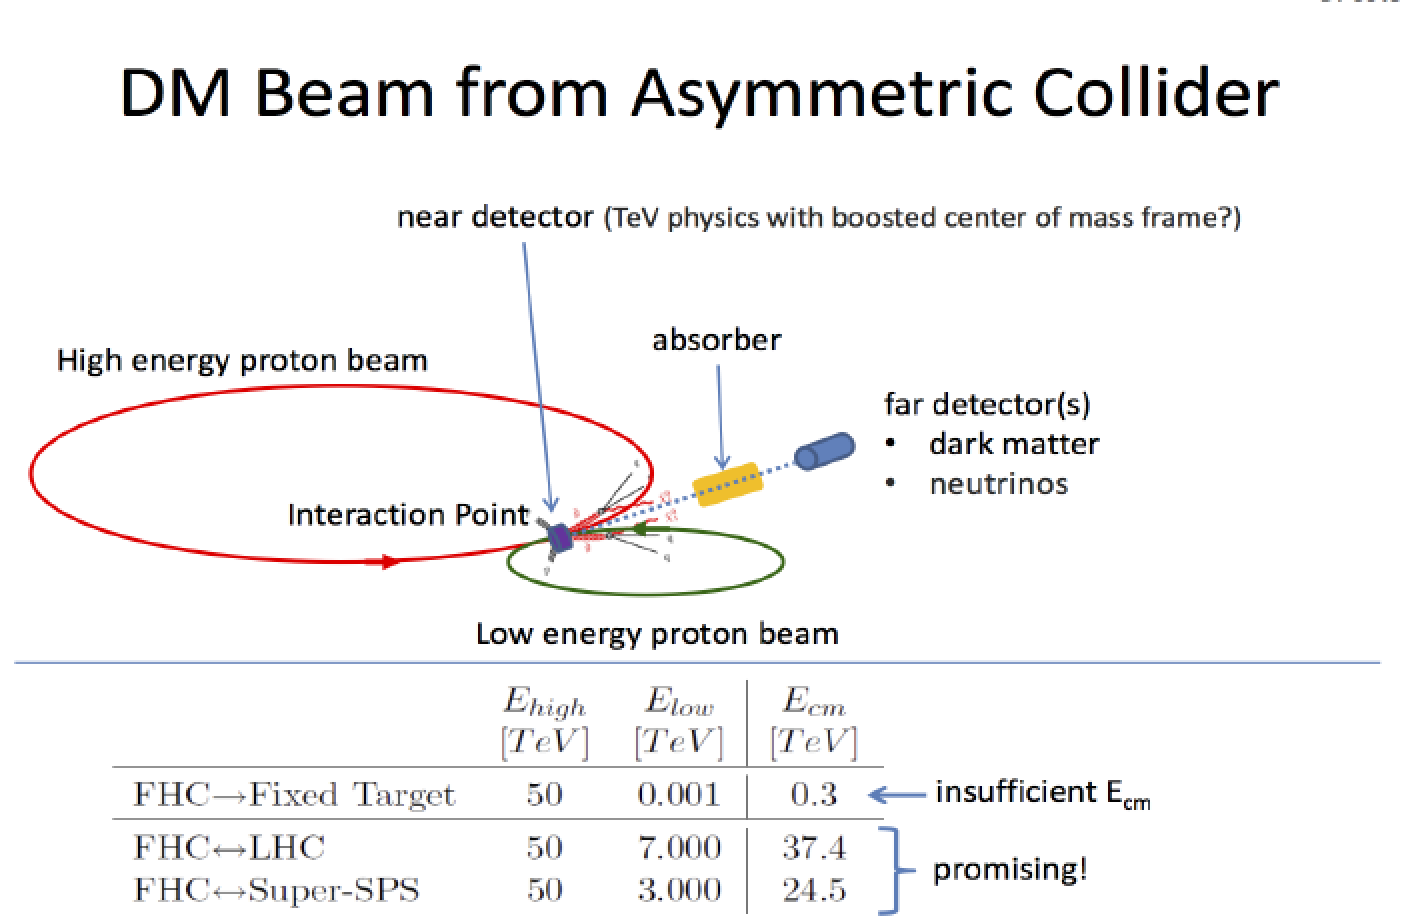 DM Beam from Asymmetric Collider
near detector (TeV physics with boosted center of mass frame?)
absorber
High energy proton beam
far detector(s)
• dark matter
• neutrinos
Interaction Point
Low energy proton beam
E_high E_low E_cm
[TeV] [TeV] [TeV]
FHC→Fixed Target 50 0.001 0.3 insufficient E_cm
FHC↔LHC 50 7.000 37.4
promising!
FHC↔Super-SPS 50 3.000 24.5